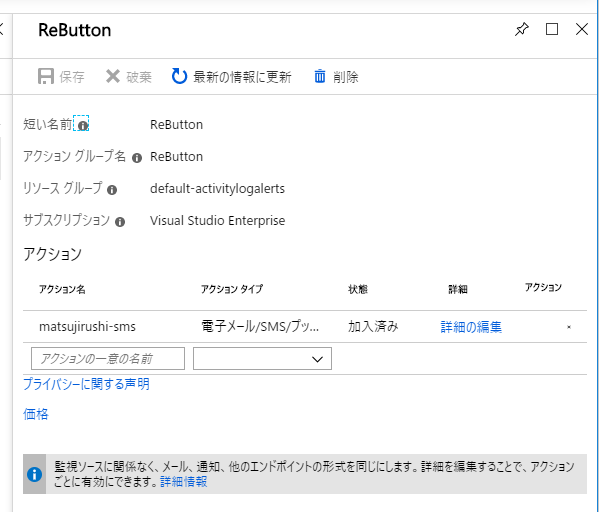 ReButton
保存 破棄 最新の情報に更新 削除
短い名前 ReButton
アクション グループ名 ReButton
リソース グループ default-activitylogalerts
サブスクリプション Visual Studio Enterprise
アクション
アクション名 アクション タイプ 状態 詳細 アクション
matsujirushi-sms 電子メール/SMS/プッ... 加入済み 詳細の編集
アクションの一意の名前
プライバシーに関する声明
価格
監視ソースに関係なく、メール、通知、他のエンドポイントの形式を同じにします。詳細を編集することで、アクション
ごとに有効にできます。詳細情報